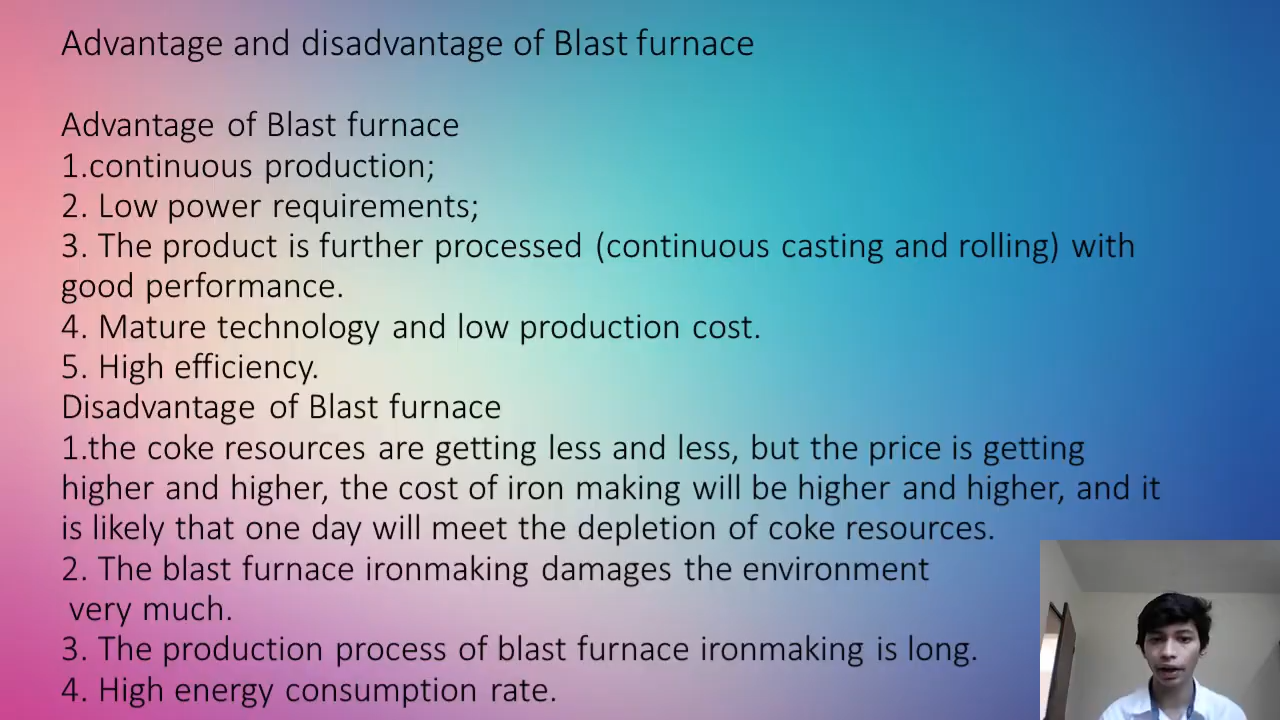 Advantage and disadvantage of Blast furnace
Advantage of Blast furnace
1.continuous production;
2. Low power requirements;
3. The product is further processed (continuous casting and rolling) with
good performance.
4. Mature technology and low production cost.
5. High efficiency.
Disadvantage of Blast furnace
1.the coke resources are getting less and less, but the price is getting
higher and higher, the cost of iron making will be higher and higher, and it
is likely that one day will meet the depletion of coke resources.
2. The blast furnace ironmaking damages the environment
very much.
3. The production process of blast furnace ironmaking is long.
4. High energy consumption rate.